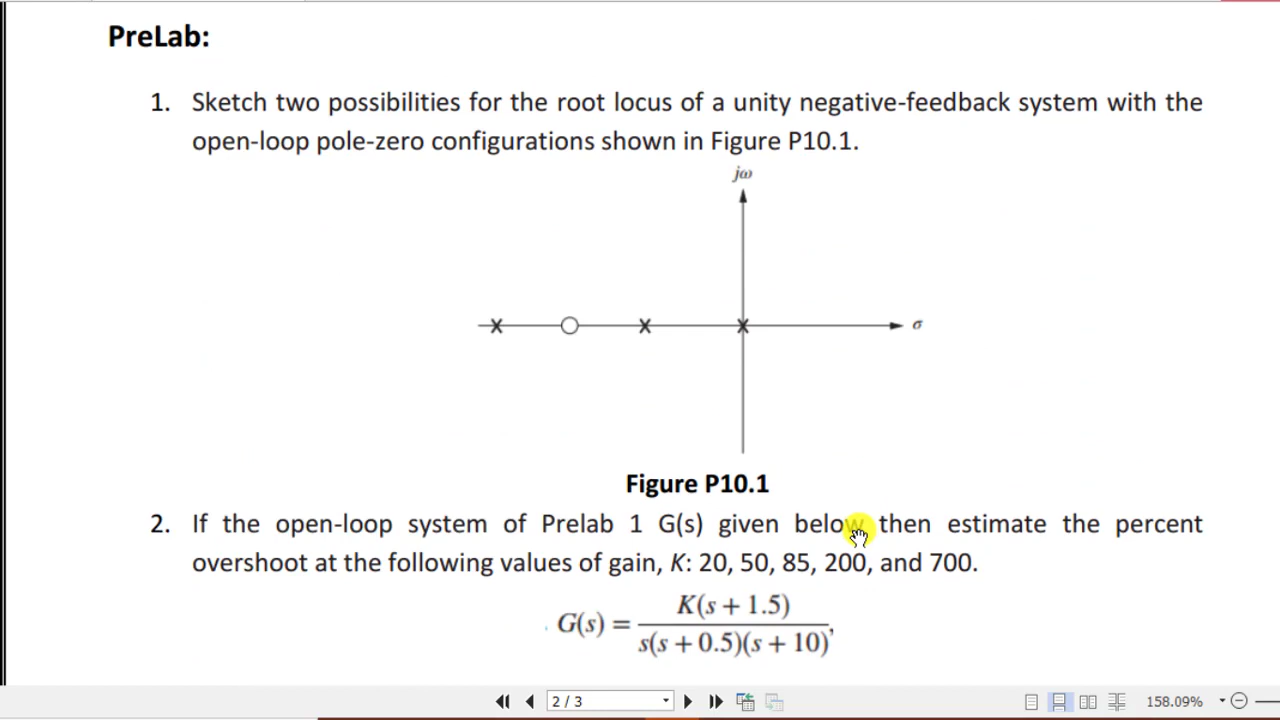 PreLab:
1. Sketch two possibilities for the root locus of a unity negative-feedback system with the
open-loop pole-zero configurations shown in Figure P10.1.
jω
σ
Figure P10.1
2. If the open-loop system of Prelab 1 G(s) given below then estimate the percent
overshoot at the following values of gain, K: 20, 50, 85, 200, and 700.
G(s) = K(s + 1.5) / s(s + 0.5)(s + 10),
2 / 3
158.09%